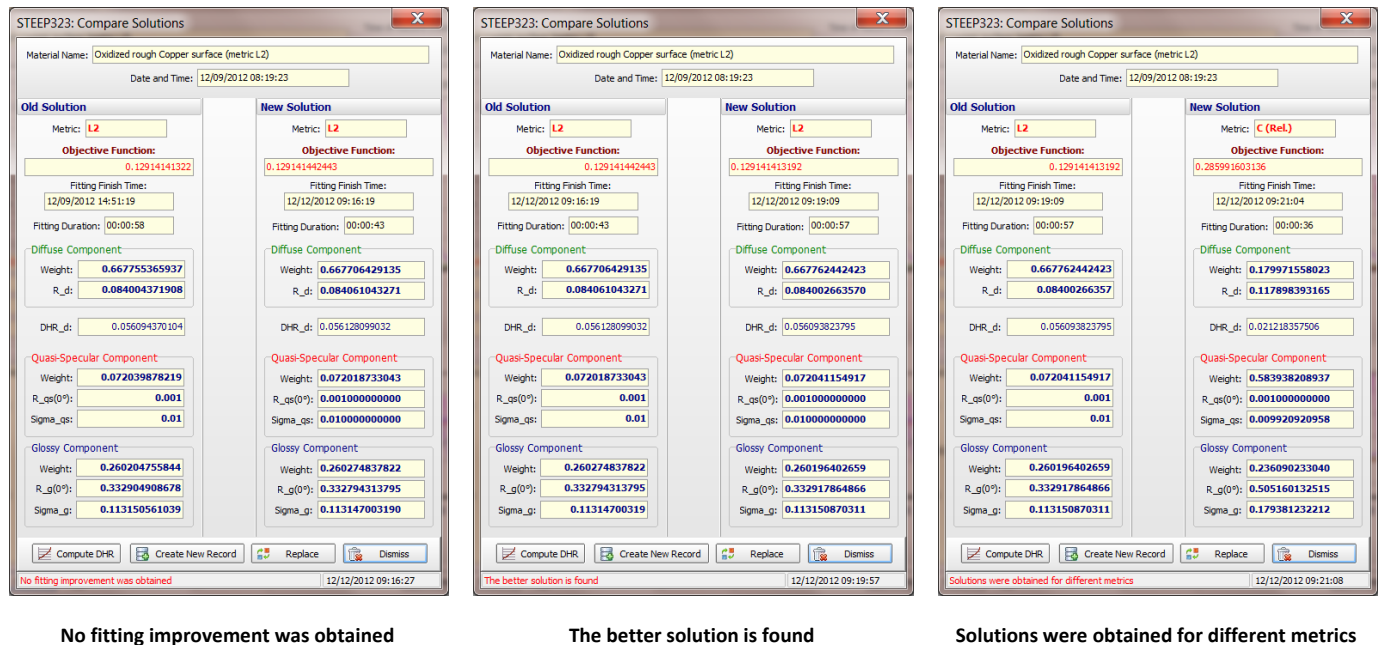 STEEP323: Compare Solutions
Material Name: Oxidized rough Copper surface (metric L2)
Date and Time: 12/09/2012 08:19:23
Old Solution New Solution
Metric: L2 Metric: L2
Objective Function: Objective Function:
0.12914141322 0.129141442443
Fitting Finish Time: Fitting Finish Time:
12/09/2012 14:51:19 12/12/2012 09:16:19
Fitting Duration: 00:00:58 Fitting Duration: 00:00:43
Diffuse Component Diffuse Component
Weight: 0.667755365937 Weight: 0.667706429135
R_d: 0.084004371908 R_d: 0.084061043271
DHR_d: 0.056094370104 DHR_d: 0.056128099032
Quasi-Specular Component Quasi-Specular Component
Weight: 0.072039878219 Weight: 0.072018733043
R_qs(0°): 0.001 R_qs(0°): 0.001000000000
Sigma_qs: 0.01 Sigma_qs: 0.010000000000
Glossy Component Glossy Component
Weight: 0.260204755844 Weight: 0.260274837822
R_g(0°): 0.332904908678 R_g(0°): 0.332794313795
Sigma_g: 0.113150561039 Sigma_g: 0.113147003190
Compute DHR Create New Record Replace Dismiss
No fitting improvement was obtained 12/12/2012 09:16:27
No fitting improvement was obtained
STEEP323: Compare Solutions
Material Name: Oxidized rough Copper surface (metric L2)
Date and Time: 12/09/2012 08:19:23
Old Solution New Solution
Metric: L2 Metric: L2
Objective Function: Objective Function:
0.129141442443 0.129141413192
Fitting Finish Time: Fitting Finish Time:
12/12/2012 09:16:19 12/12/2012 09:19:09
Fitting Duration: 00:00:43 Fitting Duration: 00:00:57
Diffuse Component Diffuse Component
Weight: 0.667706429135 Weight: 0.667762442423
R_d: 0.084061043271 R_d: 0.084002663570
DHR_d: 0.056128099032 DHR_d: 0.056093823795
Quasi-Specular Component Quasi-Specular Component
Weight: 0.072018733043 Weight: 0.072041154917
R_qs(0°): 0.001 R_qs(0°): 0.001000000000
Sigma_qs: 0.01 Sigma_qs: 0.010000000000
Glossy Component Glossy Component
Weight: 0.260274837822 Weight: 0.260196402659
R_g(0°): 0.332794313795 R_g(0°): 0.332917864866
Sigma_g: 0.11314700319 Sigma_g: 0.113150870311
Compute DHR Create New Record Replace Dismiss
The better solution is found 12/12/2012 09:19:57
The better solution is found
STEEP323: Compare Solutions
Material Name: Oxidized rough Copper surface (metric L2)
Date and Time: 12/09/2012 08:19:23
Old Solution New Solution
Metric: L2 Metric: C (Rel.)
Objective Function: Objective Function:
0.129141413192 0.285991603136
Fitting Finish Time: Fitting Finish Time:
12/12/2012 09:19:09 12/12/2012 09:21:04
Fitting Duration: 00:00:57 Fitting Duration: 00:00:36
Diffuse Component Diffuse Component
Weight: 0.667762442423 Weight: 0.179971558023
R_d: 0.08400266357 R_d: 0.117898393165
DHR_d: 0.056093823795 DHR_d: 0.021218357506
Quasi-Specular Component Quasi-Specular Component
Weight: 0.072041154917 Weight: 0.583938208937
R_qs(0°): 0.001 R_qs(0°): 0.001000000000
Sigma_qs: 0.01 Sigma_qs: 0.009920920958
Glossy Component Glossy Component
Weight: 0.260196402659 Weight: 0.236090233040
R_g(0°): 0.332917864866 R_g(0°): 0.505160132515
Sigma_g: 0.113150870311 Sigma_g: 0.179381232212
Compute DHR Create New Record Replace Dismiss
Solutions were obtained for different metrics 12/12/2012 09:21:08
Solutions were obtained for different metrics